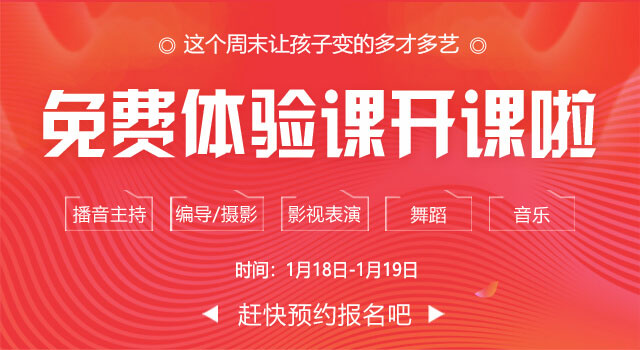 ◎ 这个周末让孩子变的多才多艺 ◎
免费体验课开课啦
播音主持 编导/摄影 影视表演 舞蹈 音乐
时间：1月18日-1月19日
◀ 赶快预约报名吧 ▶